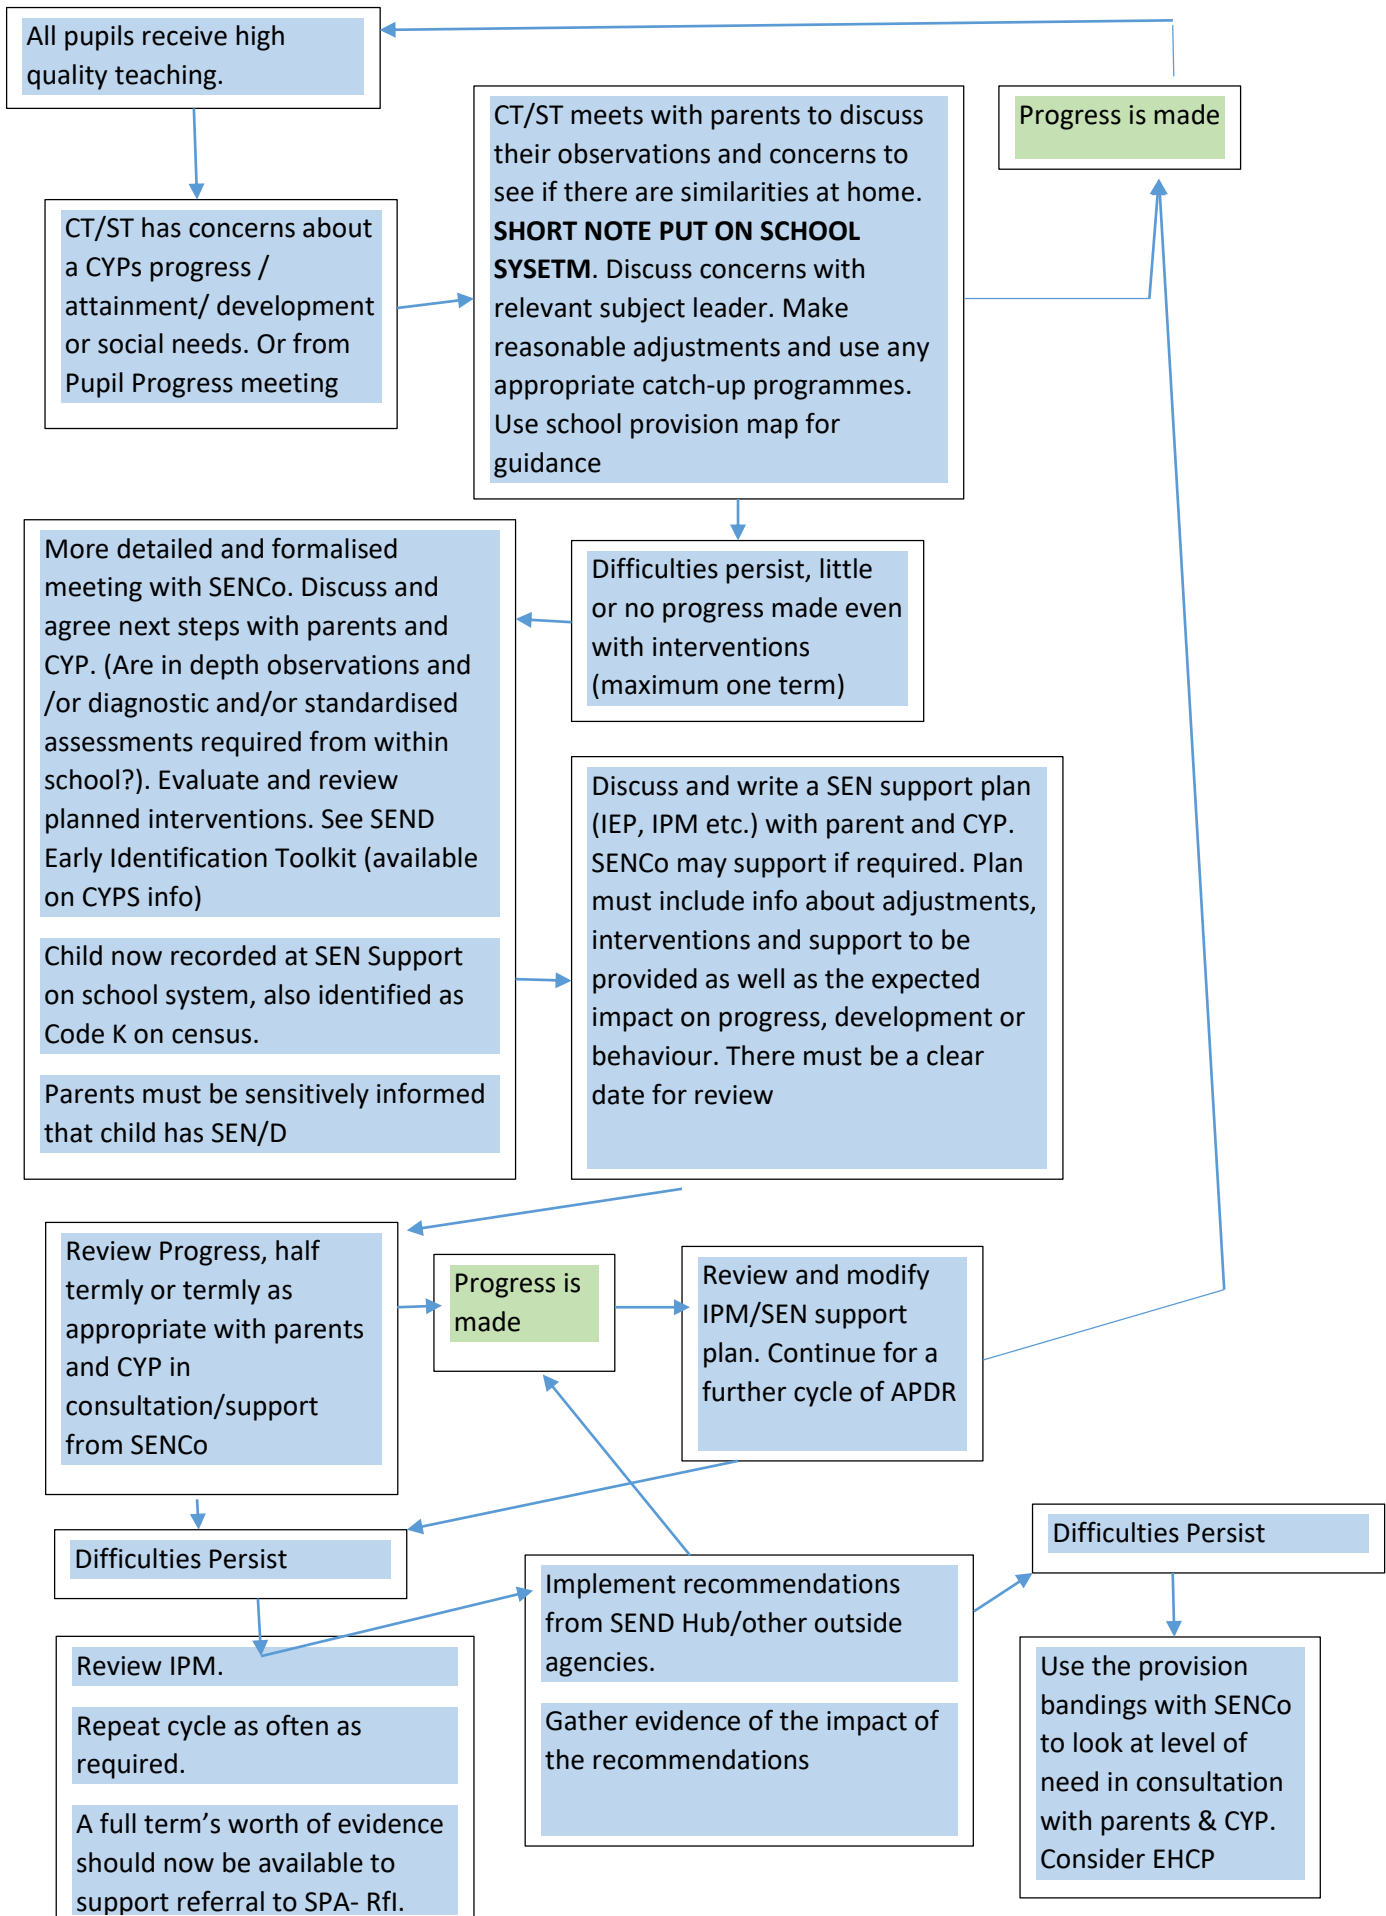 All pupils receive high
quality teaching.
Progress is made
CT/ST meets with parents to discuss
their observations and concerns to
see if there are similarities at home.
SHORT NOTE PUT ON SCHOOL
SYSETM. Discuss concerns with
relevant subject leader. Make
reasonable adjustments and use any
appropriate catch-up programmes.
Use school provision map for
guidance
CT/ST has concerns about
a CYPs progress /
attainment/ development
or social needs. Or from
Pupil Progress meeting
Difficulties persist, little
or no progress made even
with interventions
(maximum one term)
More detailed and formalised
meeting with SENCo. Discuss and
agree next steps with parents and
CYP. (Are in depth observations and
/or diagnostic and/or standardised
assessments required from within
school?). Evaluate and review
planned interventions. See SEND
Early Identification Toolkit (available
on CYPS info)
Child now recorded at SEN Support
on school system, also identified as
Code K on census.
Parents must be sensitively informed
that child has SEN/D
Discuss and write a SEN support plan
(IEP, IPM etc.) with parent and CYP.
SENCo may support if required. Plan
must include info about adjustments,
interventions and support to be
provided as well as the expected
impact on progress, development or
behaviour. There must be a clear
date for review
Review Progress, half
termly or termly as
appropriate with parents
and CYP in
consultation/support
from SENCo
Progress is
made
Review and modify
IPM/SEN support
plan. Continue for a
further cycle of APDR
Difficulties Persist
Review IPM.
Repeat cycle as often as
required.
A full term’s worth of evidence
should now be available to
support referral to SPA- RfI.
Implement recommendations
from SEND Hub/other outside
agencies.
Gather evidence of the impact of
the recommendations
Difficulties Persist
Use the provision
bandings with SENCo
to look at level of
need in consultation
with parents & CYP.
Consider EHCP